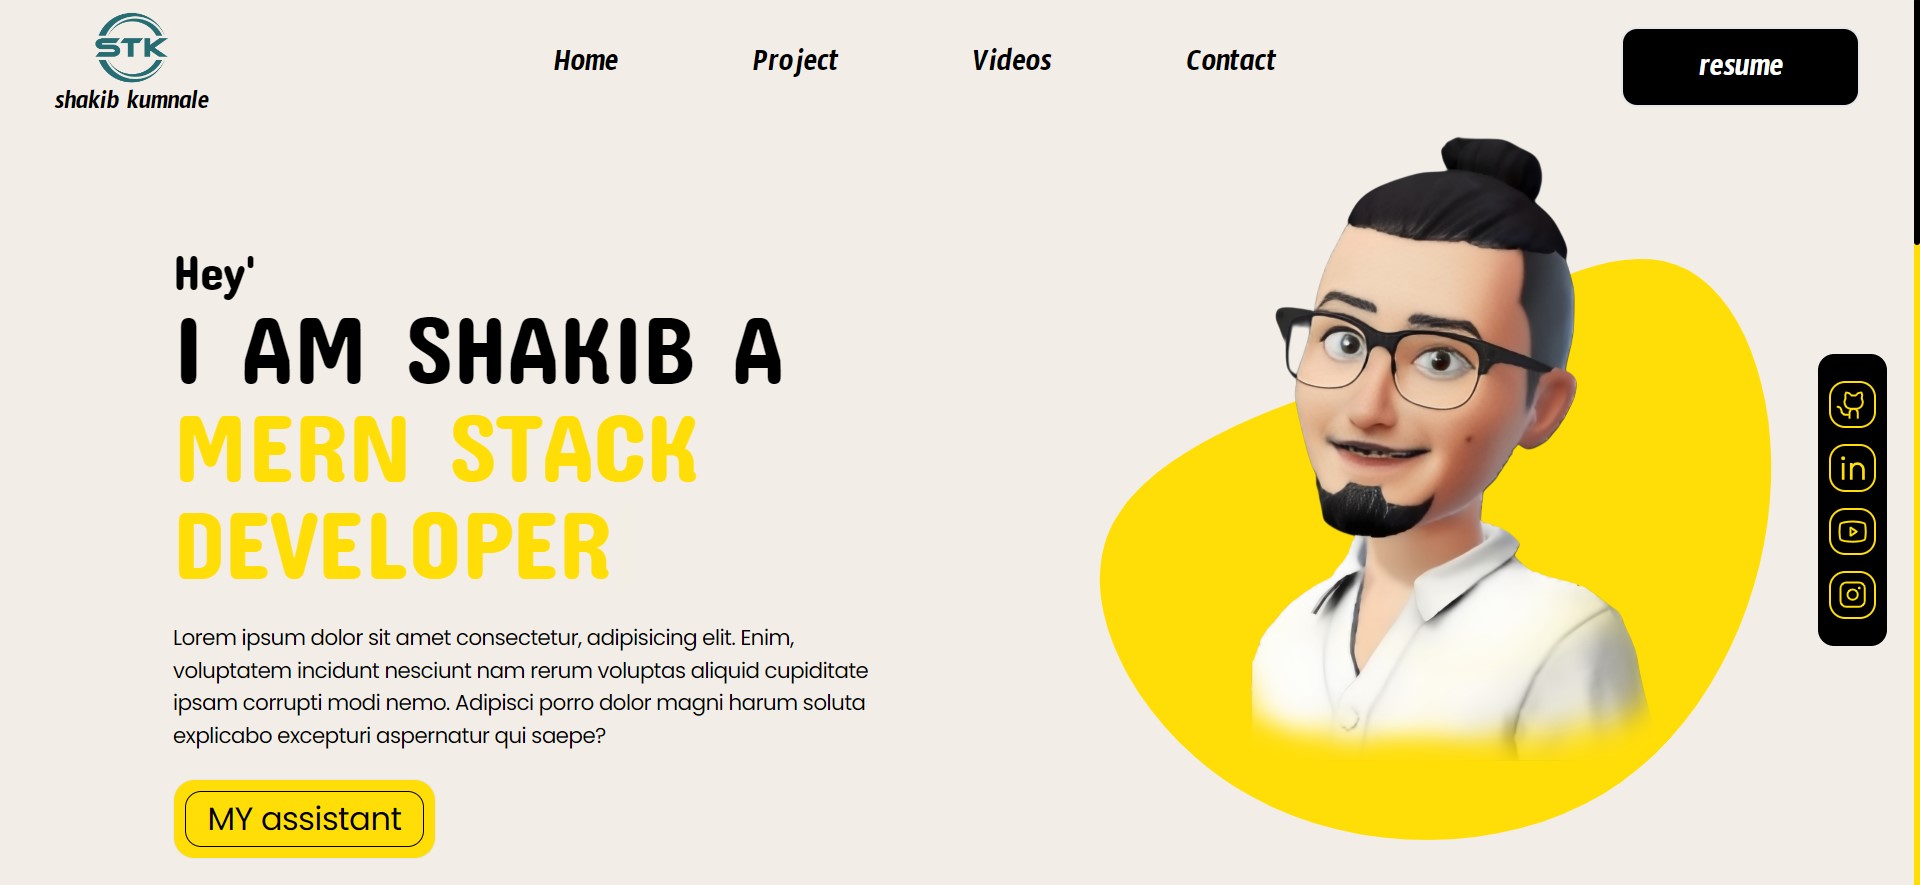 STK
shakib kumnale
Home
Project
Videos
Contact
resume
Hey'
I AM SHAKIB A
MERN STACK
DEVELOPER
Lorem ipsum dolor sit amet consectetur, adipisicing elit. Enim,
voluptatem incidunt nesciunt nam rerum voluptas aliquid cupiditate
ipsam corrupti modi nemo. Adipisci porro dolor magni harum soluta
explicabo excepturi aspernatur qui saepe?
MY assistant
in